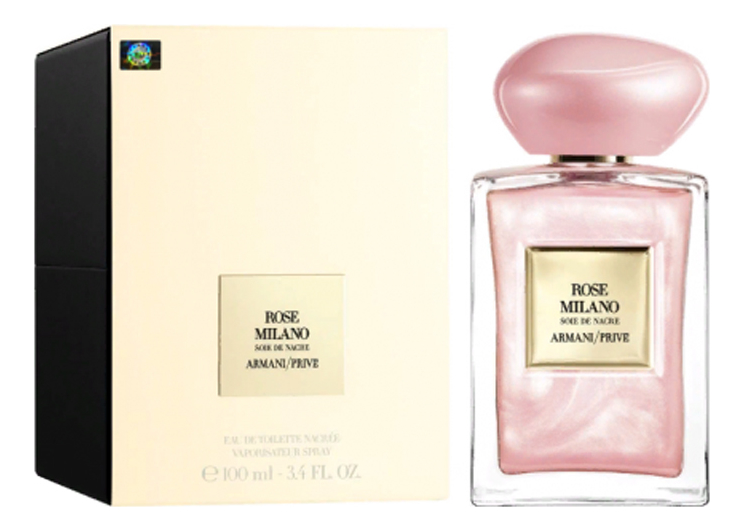 ROSE
MILANO
SOIE DE NACRE
ARMANI/PRIVE
EAU DE TOILETTE NACRÉE
VAPORISATEUR SPRAY
℮ 100 ml - 3.4 FL. OZ.
ROSE
MILANO
SOIE DE NACRE
ARMANI/PRIVE